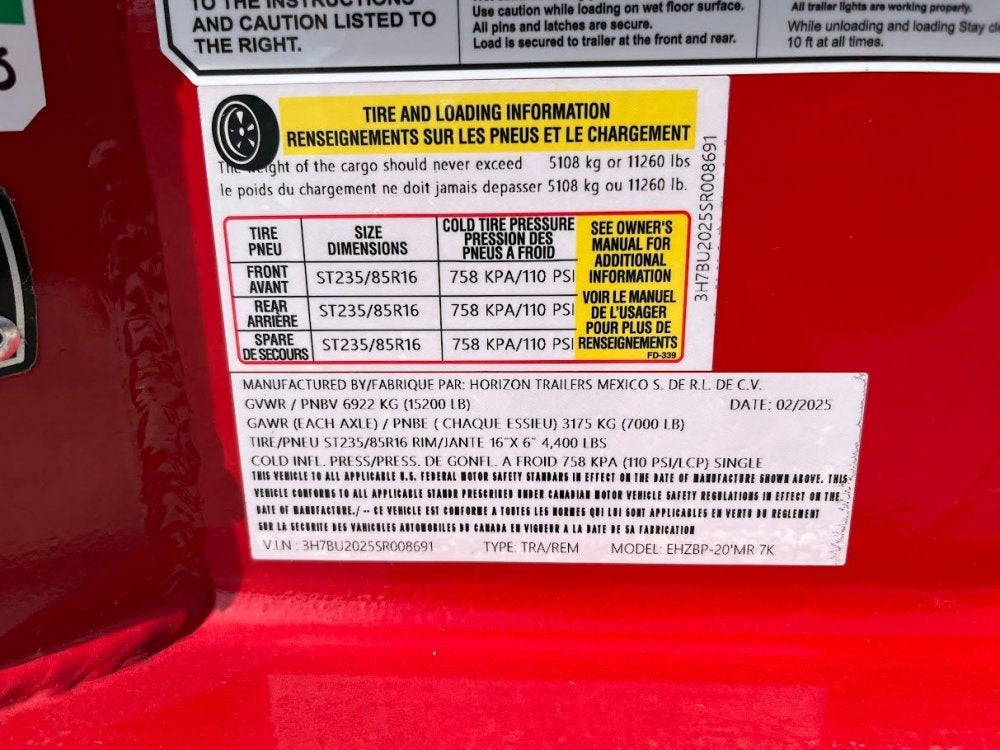 TO THE INSTRUCTIONS
AND CAUTION LISTED TO
THE RIGHT.
Use caution while loading on wet floor surface.
All pins and latches are secure.
Load is secured to trailer at the front and rear.
All trailer lights are working properly.
While unloading and loading Stay
10 ft at all times.
TIRE AND LOADING INFORMATION
RENSEIGNEMENTS SUR LES PNEUS ET LE CHARGEMENT
The weight of the cargo should never exceed 5108 kg or 11260 lbs
le poids du chargement ne doit jamais depasser 5108 kg ou 11260 lb.
TIRE
PNEU
SIZE
DIMENSIONS
COLD TIRE PRESSURE
PRESSION DES
PNEUS A FROID
FRONT
AVANT
ST235/85R16
758 KPA/110 PSI
REAR
ARRIÈRE
ST235/85R16
758 KPA/110 PSI
SPARE
DE SECOURS
ST235/85R16
758 KPA/110 PSI
SEE OWNER'S
MANUAL FOR
ADDITIONAL
INFORMATION
VOIR LE MANUEL
DE L'USAGER
POUR PLUS DE
RENSEIGNEMENTS
FD-339
3H7BU2025SR008691
MANUFACTURED BY/FABRIQUE PAR: HORIZON TRAILERS MEXICO S. DE R.L. DE C.V.
GVWR / PNBV 6922 KG (15200 LB) DATE: 02/2025
GAWR (EACH AXLE) / PNBE ( CHAQUE ESSIEU) 3175 KG (7000 LB)
TIRE/PNEU ST235/85R16 RIM/JANTE 16"X 6" 4,400 LBS
COLD INFL. PRESS/PRESS. DE GONFL. A FROID 758 KPA (110 PSI/LCP) SINGLE
THIS VEHICLE TO ALL APPLICABLE U.S. FEDERAL MOTOR SAFETY STANDARS IN EFFECT ON THE DATE OF MANUFACTURE SHOWN ABOVE. THIS
VEHICLE CONFORMS TO ALL APPLICABLE STANDR PRESCRIBED UNDER CANADIAN MOTOR VEHICLE SAFETY REGULATIONS IN EFFECT ON THE
DATE OF MANUFACTURE./ -- CE VEHICLE EST CONFORME A TOUTES LES NORMES QUI LUI SONT APPLICABLES EN VERTU DU REGLEMENT
SUR LA SECURITE DES VAHICULES AUTOMOBILES DU CANADA EN VIGUEUR A LA DATE DE SA FABRICATION
V.I.N : 3H7BU2025SR008691 TYPE: TRA/REM MODEL: EHZBP-20'MR 7K